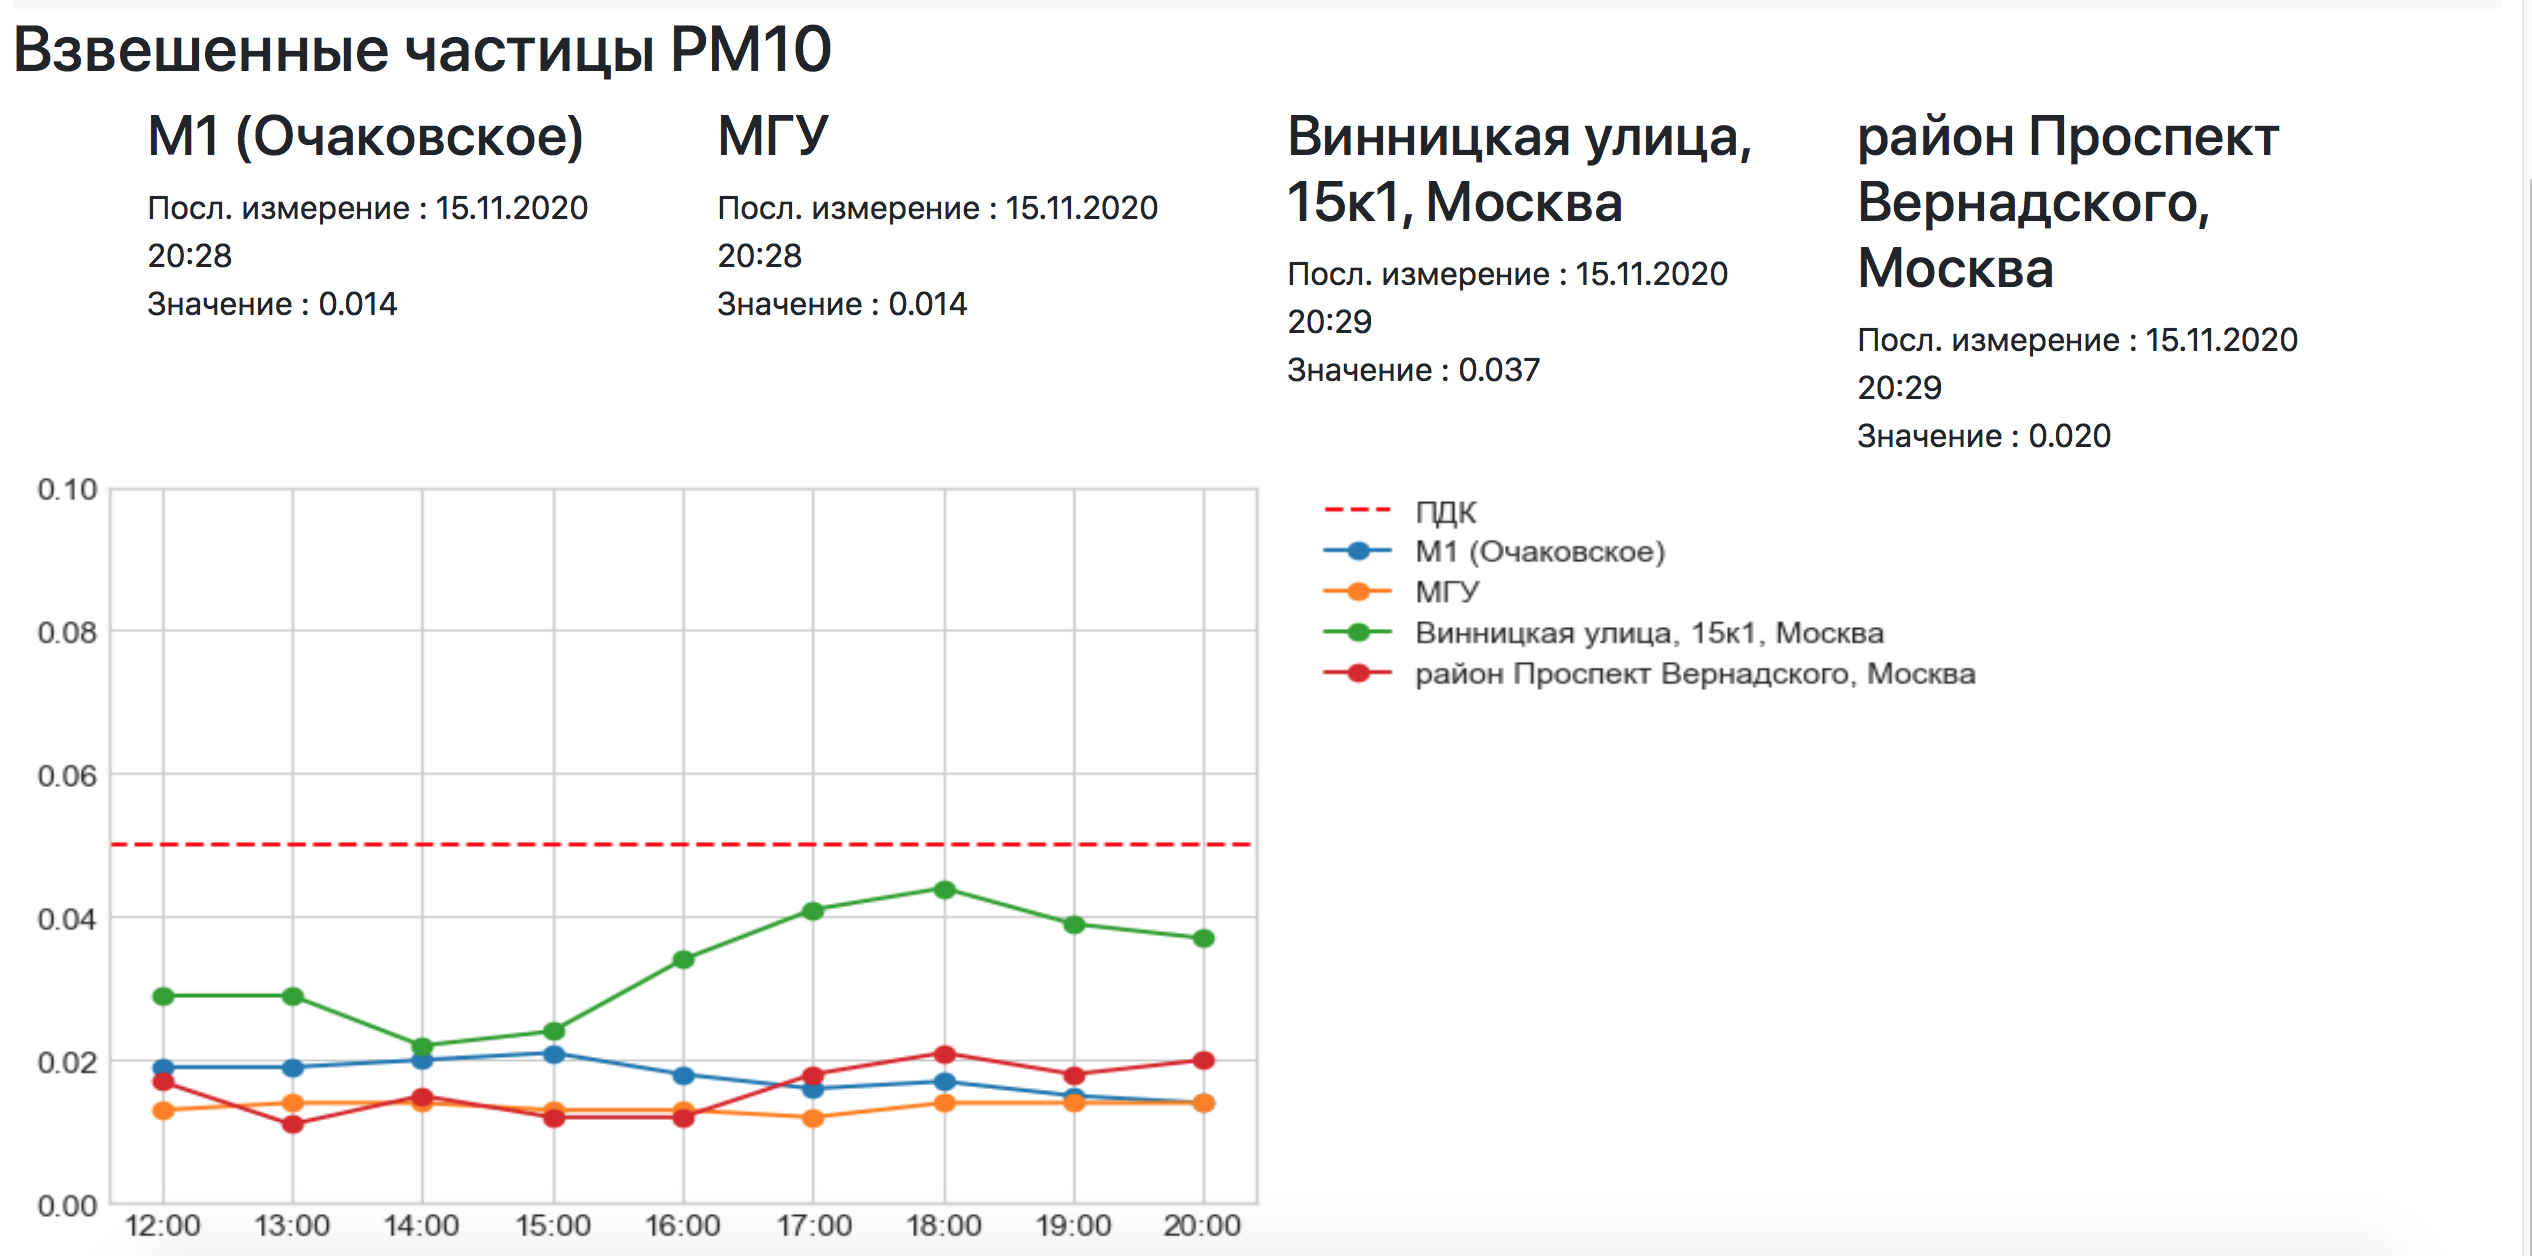 Взвешенные частицы PM10
М1 (Очаковское)
Посл. измерение : 15.11.2020
20:28
Значение : 0.014
МГУ
Посл. измерение : 15.11.2020
20:28
Значение : 0.014
Винницкая улица,
15к1, Москва
Посл. измерение : 15.11.2020
20:29
Значение : 0.037
район Проспект
Вернадского,
Москва
Посл. измерение : 15.11.2020
20:29
Значение : 0.020
0.10
0.08
0.06
0.04
0.02
0.00
12:00 13:00 14:00 15:00 16:00 17:00 18:00 19:00 20:00
ПДК
М1 (Очаковское)
МГУ
Винницкая улица, 15к1, Москва
район Проспект Вернадского, Москва